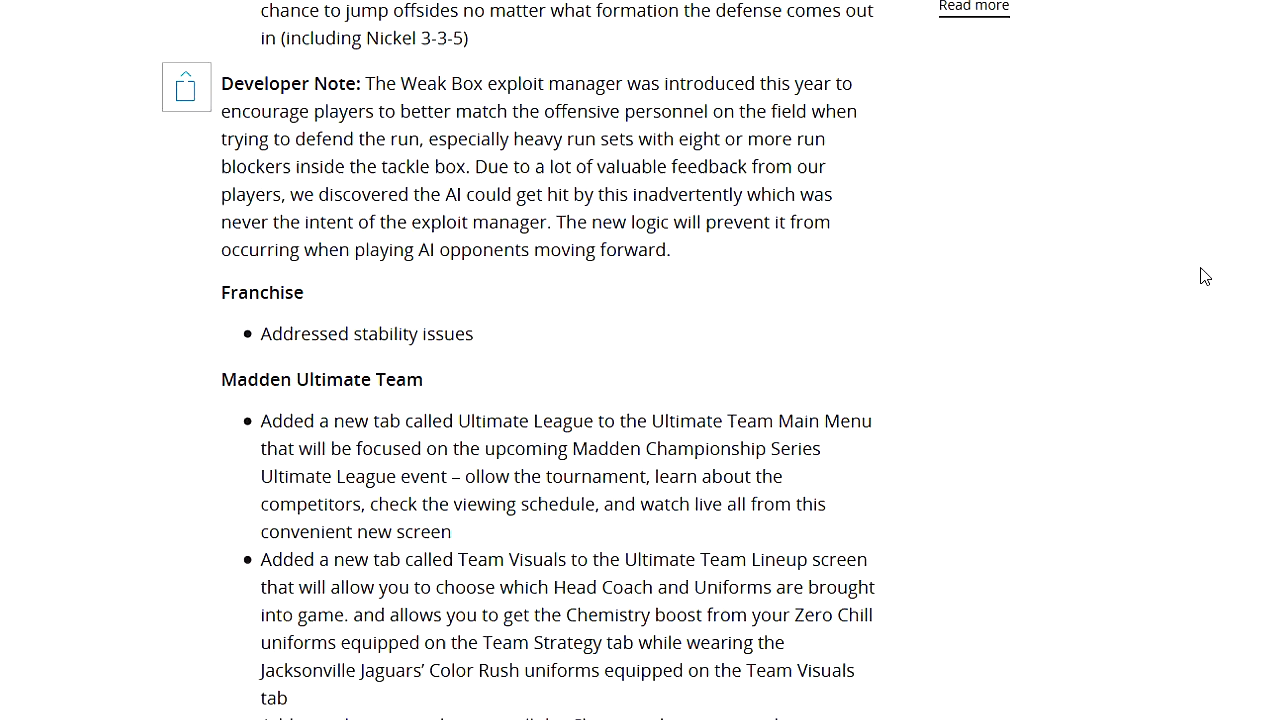 chance to jump offsides no matter what formation the defense comes out
in (including Nickel 3-3-5)
Read more
Developer Note: The Weak Box exploit manager was introduced this year to
encourage players to better match the offensive personnel on the field when
trying to defend the run, especially heavy run sets with eight or more run
blockers inside the tackle box. Due to a lot of valuable feedback from our
players, we discovered the AI could get hit by this inadvertently which was
never the intent of the exploit manager. The new logic will prevent it from
occurring when playing AI opponents moving forward.
Franchise
Addressed stability issues
Madden Ultimate Team
Added a new tab called Ultimate League to the Ultimate Team Main Menu
that will be focused on the upcoming Madden Championship Series
Ultimate League event – ollow the tournament, learn about the
competitors, check the viewing schedule, and watch live all from this
convenient new screen
Added a new tab called Team Visuals to the Ultimate Team Lineup screen
that will allow you to choose which Head Coach and Uniforms are brought
into game. and allows you to get the Chemistry boost from your Zero Chill
uniforms equipped on the Team Strategy tab while wearing the
Jacksonville Jaguars’ Color Rush uniforms equipped on the Team Visuals
tab